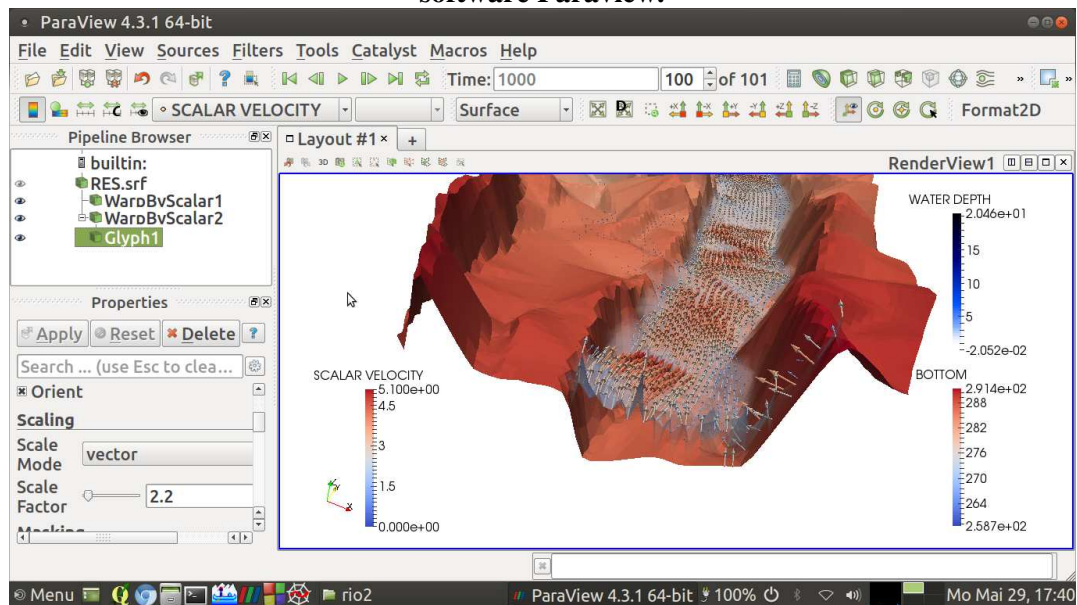 software Paraview.
ParaView 4.3.1 64-bit
File Edit View Sources Filters Tools Catalyst Macros Help
Time: 1000 100 of 101
SCALAR VELOCITY Surface Format2D
Pipeline Browser
builtin:
RES.srf
WarpByScalar1
WarpByScalar2
Glyph1
Properties
Apply Reset Delete ?
Search ... (use Esc to clea...
Orient
Scaling
Scale Mode vector
Scale Factor 2.2
Masking
Layout #1 × +
3D RenderView1
WATER DEPTH
2.046e+01
15
10
5
-2.052e-02
SCALAR VELOCITY
5.100e+00
4.5
3
1.5
0.000e+00
BOTTOM
2.914e+02
288
282
276
270
264
2.587e+02
Menu rio2 ParaView 4.3.1 64-bit 100% Mo Mai 29, 17:40